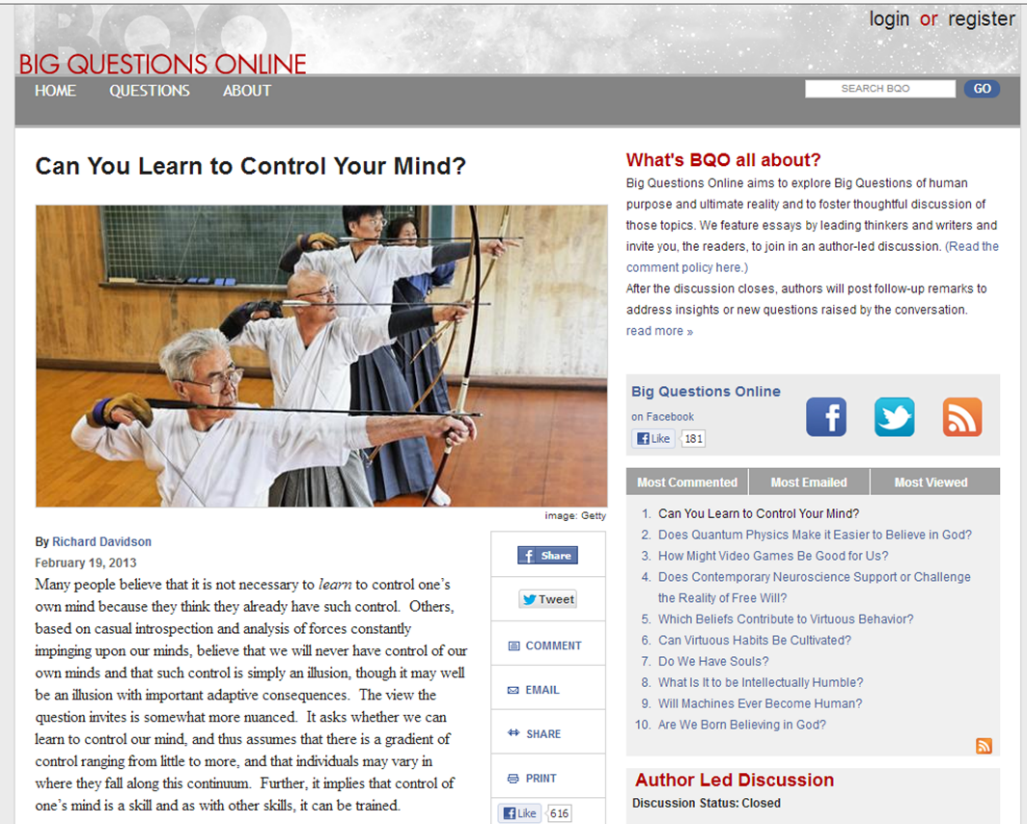 login or register
BQO
BIG QUESTIONS ONLINE
HOME QUESTIONS ABOUT
SEARCH BQO GO
Can You Learn to Control Your Mind?
image: Getty
By Richard Davidson
February 19, 2013
Many people believe that it is not necessary to learn to control one's
own mind because they think they already have such control. Others,
based on casual introspection and analysis of forces constantly
impinging upon our minds, believe that we will never have control of our
own minds and that such control is simply an illusion, though it may well
be an illusion with important adaptive consequences. The view the
question invites is somewhat more nuanced. It asks whether we can
learn to control our mind, and thus assumes that there is a gradient of
control ranging from little to more, and that individuals may vary in
where they fall along this continuum. Further, it implies that control of
one's mind is a skill and as with other skills, it can be trained.
f Share
Tweet
COMMENT
EMAIL
SHARE
PRINT
Like 616
What's BQO all about?
Big Questions Online aims to explore Big Questions of human
purpose and ultimate reality and to foster thoughtful discussion of
those topics. We feature essays by leading thinkers and writers and
invite you, the readers, to join in an author-led discussion. (Read the
comment policy here.)
After the discussion closes, authors will post follow-up remarks to
address insights or new questions raised by the conversation.
read more »
Big Questions Online
on Facebook
Like 181
Most Commented Most Emailed Most Viewed
1. Can You Learn to Control Your Mind?
2. Does Quantum Physics Make it Easier to Believe in God?
3. How Might Video Games Be Good for Us?
4. Does Contemporary Neuroscience Support or Challenge
the Reality of Free Will?
5. Which Beliefs Contribute to Virtuous Behavior?
6. Can Virtuous Habits Be Cultivated?
7. Do We Have Souls?
8. What Is It to be Intellectually Humble?
9. Will Machines Ever Become Human?
10. Are We Born Believing in God?
Author Led Discussion
Discussion Status: Closed